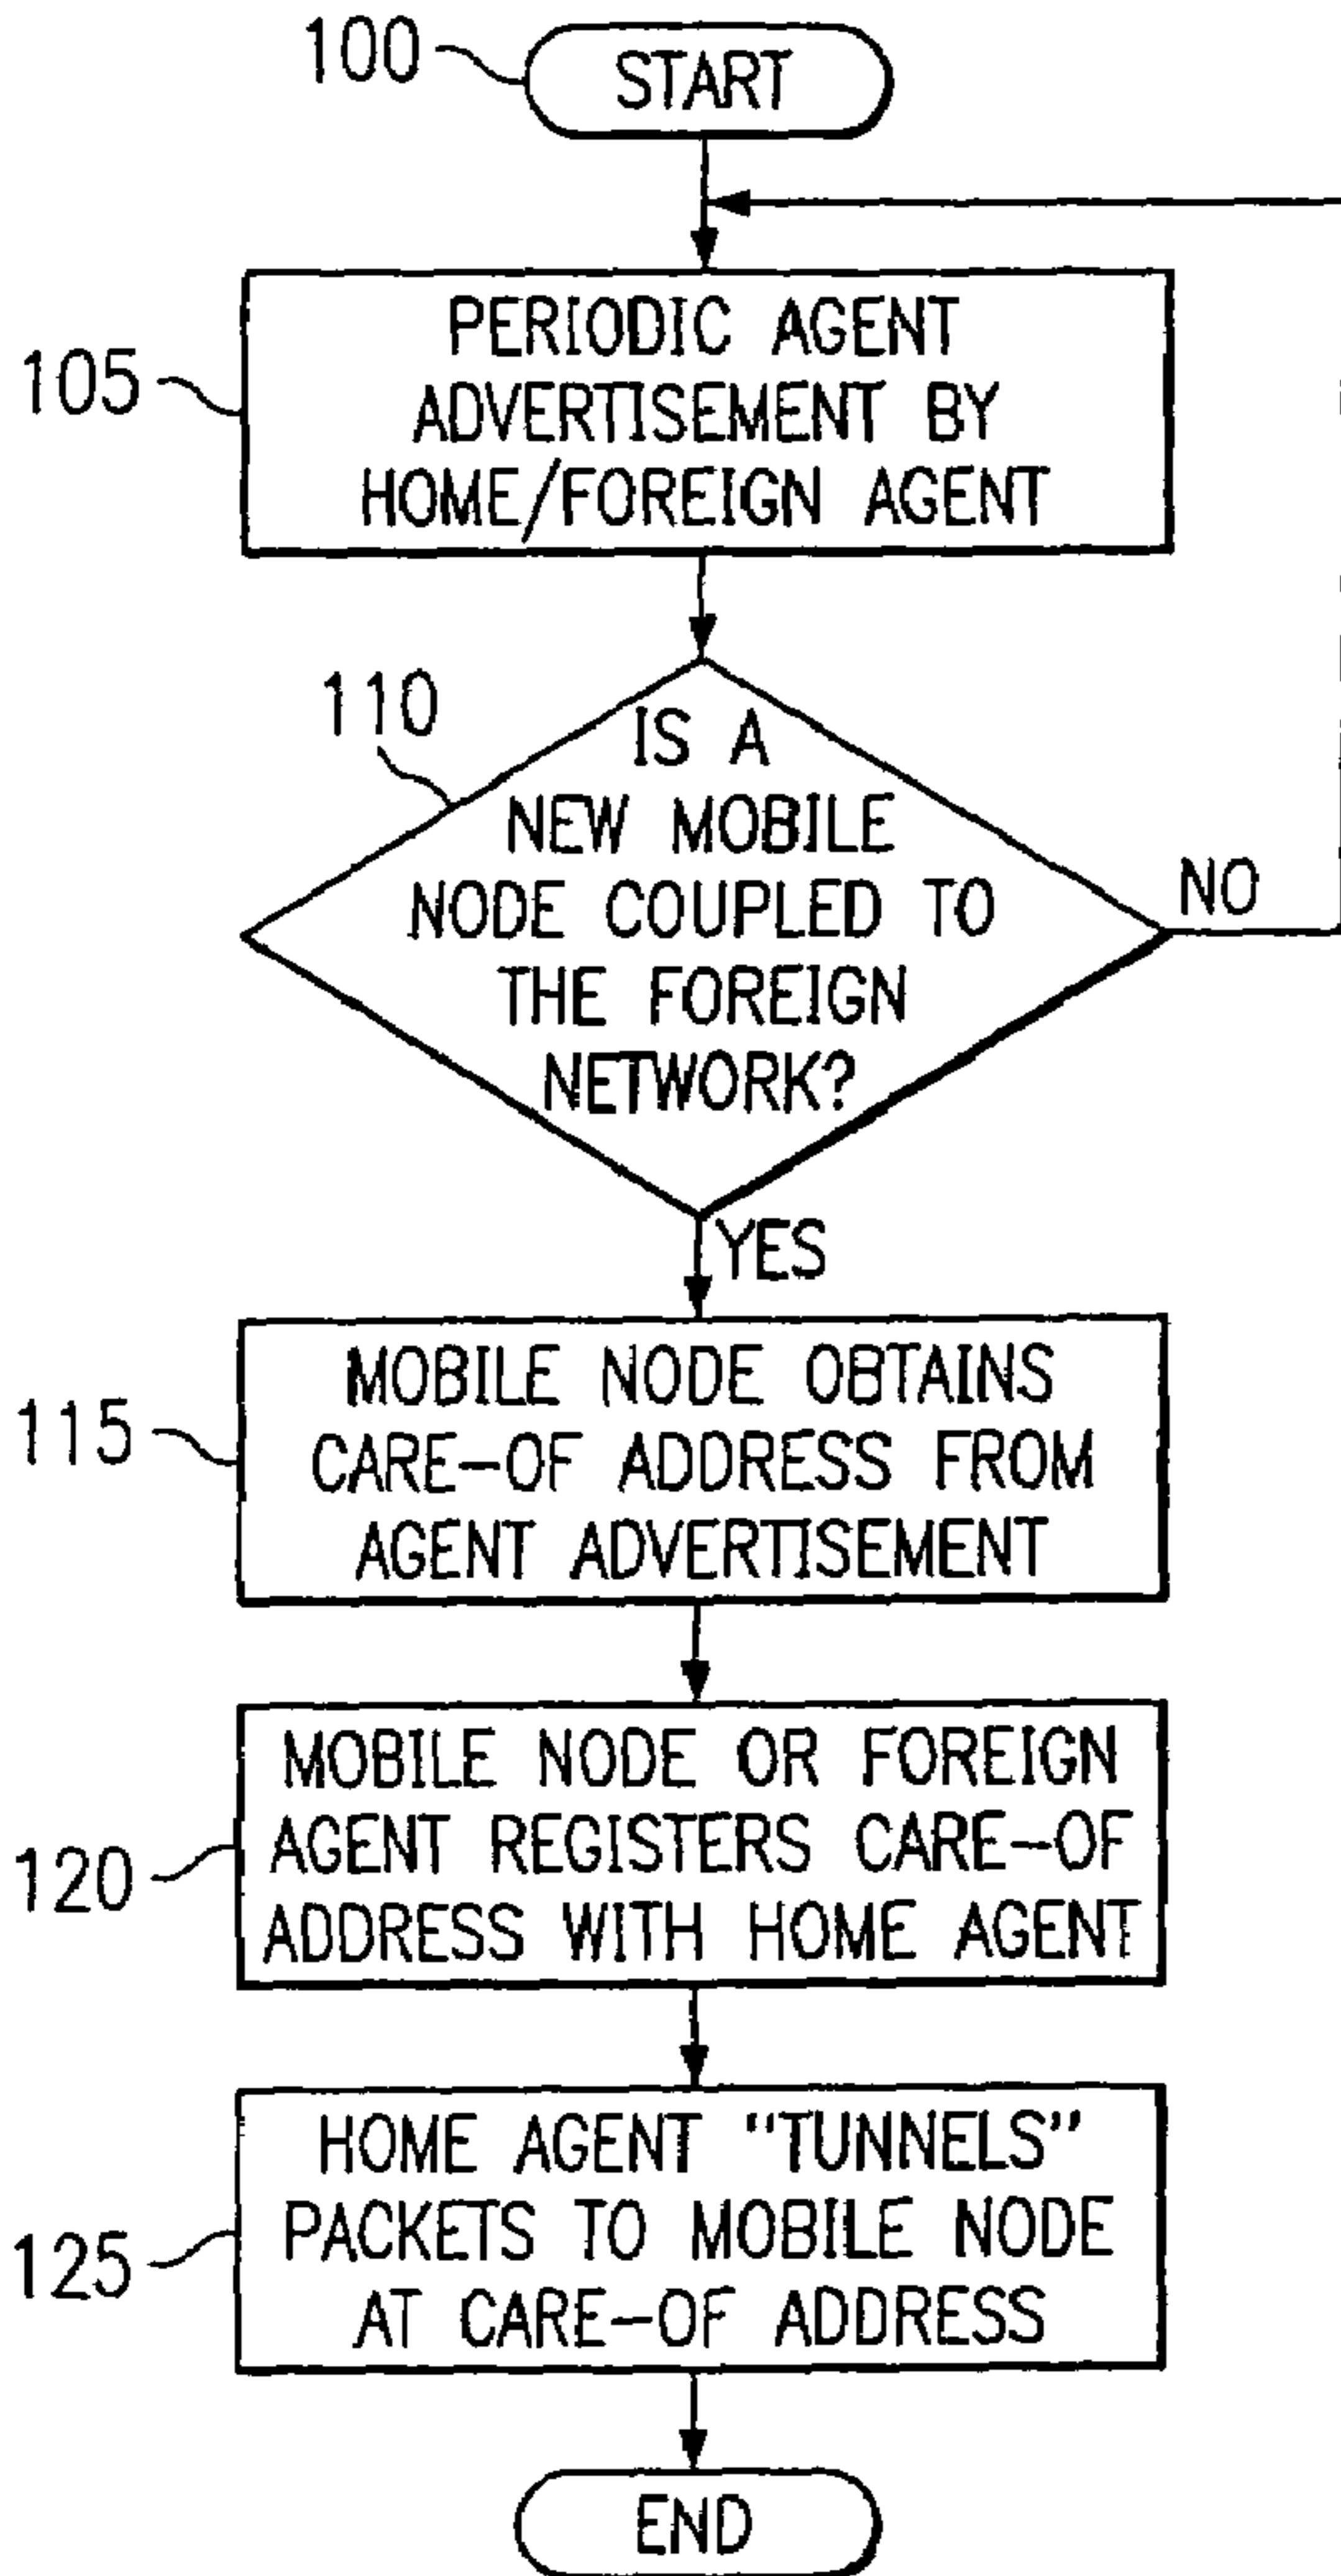 100
START
105
PERIODIC AGENT
ADVERTISEMENT BY
HOME/FOREIGN AGENT
110
IS A
NEW MOBILE
NODE COUPLED TO
THE FOREIGN
NETWORK?
NO
YES
115
MOBILE NODE OBTAINS
CARE-OF ADDRESS FROM
AGENT ADVERTISEMENT
120
MOBILE NODE OR FOREIGN
AGENT REGISTERS CARE-OF
ADDRESS WITH HOME AGENT
125
HOME AGENT "TUNNELS"
PACKETS TO MOBILE NODE
AT CARE-OF ADDRESS
END